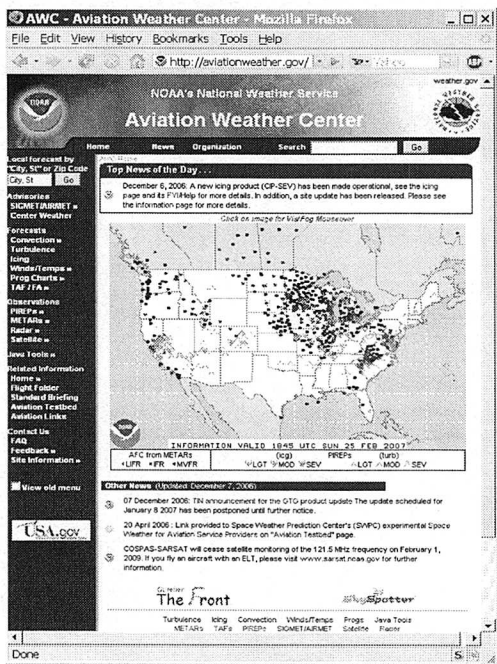 AWC - Aviation Weather Center - Mozilla Firefox
File Edit View History Bookmarks Tools Help
http://aviationweather.gov/
ABP
weather.gov
NOAA
NOAA's National Weather Service
Aviation Weather Center
Home News Organization Search Go
Local forecast by
"City, St" or Zip Code
City, St Go
Advisories
SIGMET/AIRMET »
Center Weather
Forecasts
Convection »
Turbulence
Icing
Winds/Temps »
Prog Charts »
TAF / FA »
Observations
PIREPs »
METARs »
Radar »
Satellite »
Java Tools »
Related Information
Home »
Flight Folder
Standard Briefing
Aviation Testbed
Aviation Links
Contact Us
FAQ
Feedback »
Site Information »
View old menu
USA.gov
Top News of the Day . . .
December 6, 2006: A new icing product (CIP-SEV) has been made operational, see the icing
page and its FYI/Help for more details. In addition, a site update has been released. Please see
the information page for more details.
Click on image for Vis/Fog Mouseover
INFORMATION VALID 1845 UTC SUN 25 FEB 2007
AFC from METARs (icg) PIREPs (turb)
LIFR IFR MVFR LGT MOD SEV LGT MOD SEV
Other News (Updated December 7, 2006)
07 December 2006: TIN announcement for the GTG product update The update scheduled for
January 8 2007 has been postponed until further notice.
20 April 2006: Link provided to Space Weather Prediction Center's (SWPC) experimental Space
Weather for Aviation Service Providers on "Aviation Testbed" page.
COSPAS-SARSAT will cease satellite monitoring of the 121.5 MHz frequency on February 1,
2009. If you fly an aircraft with an ELT, please visit www.sarsat.noaa.gov for further
information.
The Front
SkySpotter
Turbulence Icing Convection Winds/Temps Progs Java Tools
METARs TAFs PIREPs SIGMET/AIRMET Satellite Radar
Done